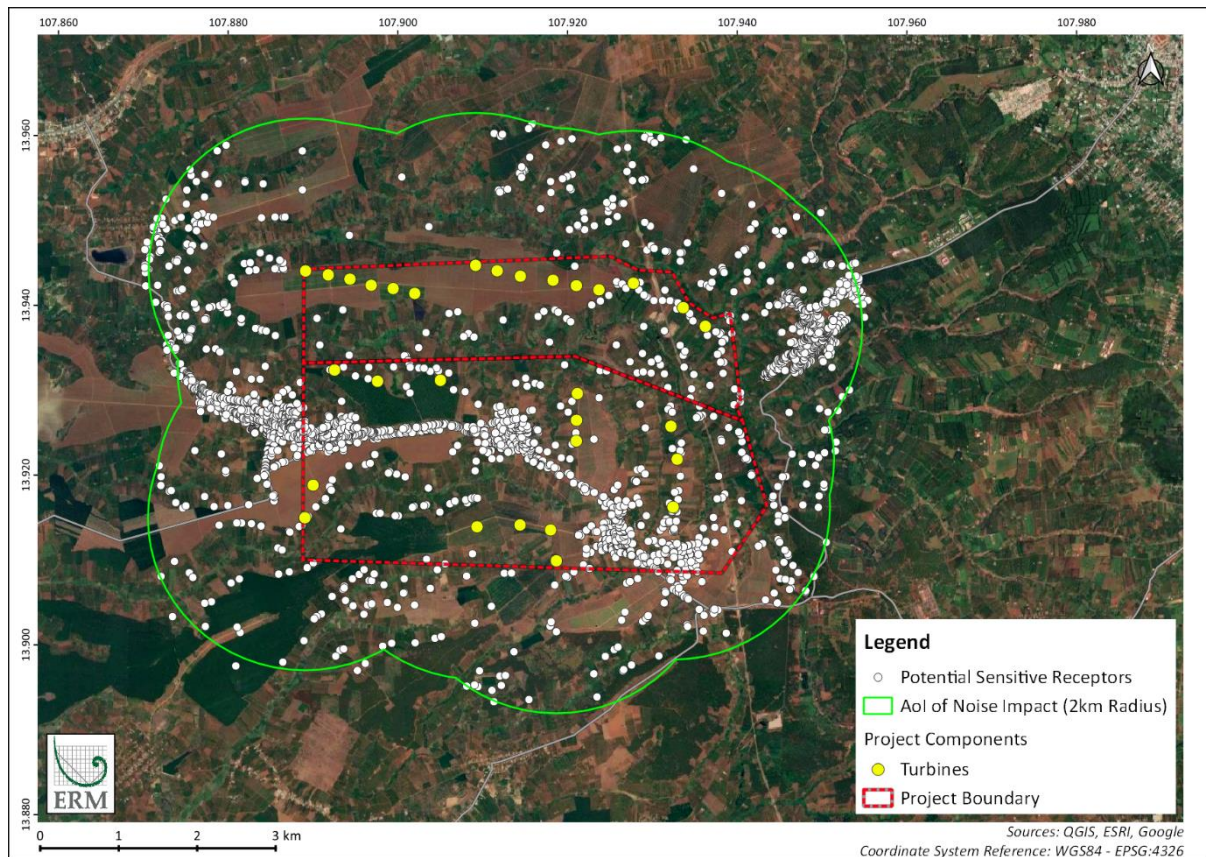 107.860 107.880 107.900 107.920 107.940 107.960 107.980
13.960
13.940
13.920
13.900
13.880
Legend
Potential Sensitive Receptors
AoI of Noise Impact (2km Radius)
Project Components
Turbines
Project Boundary
ERM
0 1 2 3 km
Sources: QGIS, ESRI, Google
Coordinate System Reference: WGS84 - EPSG:4326